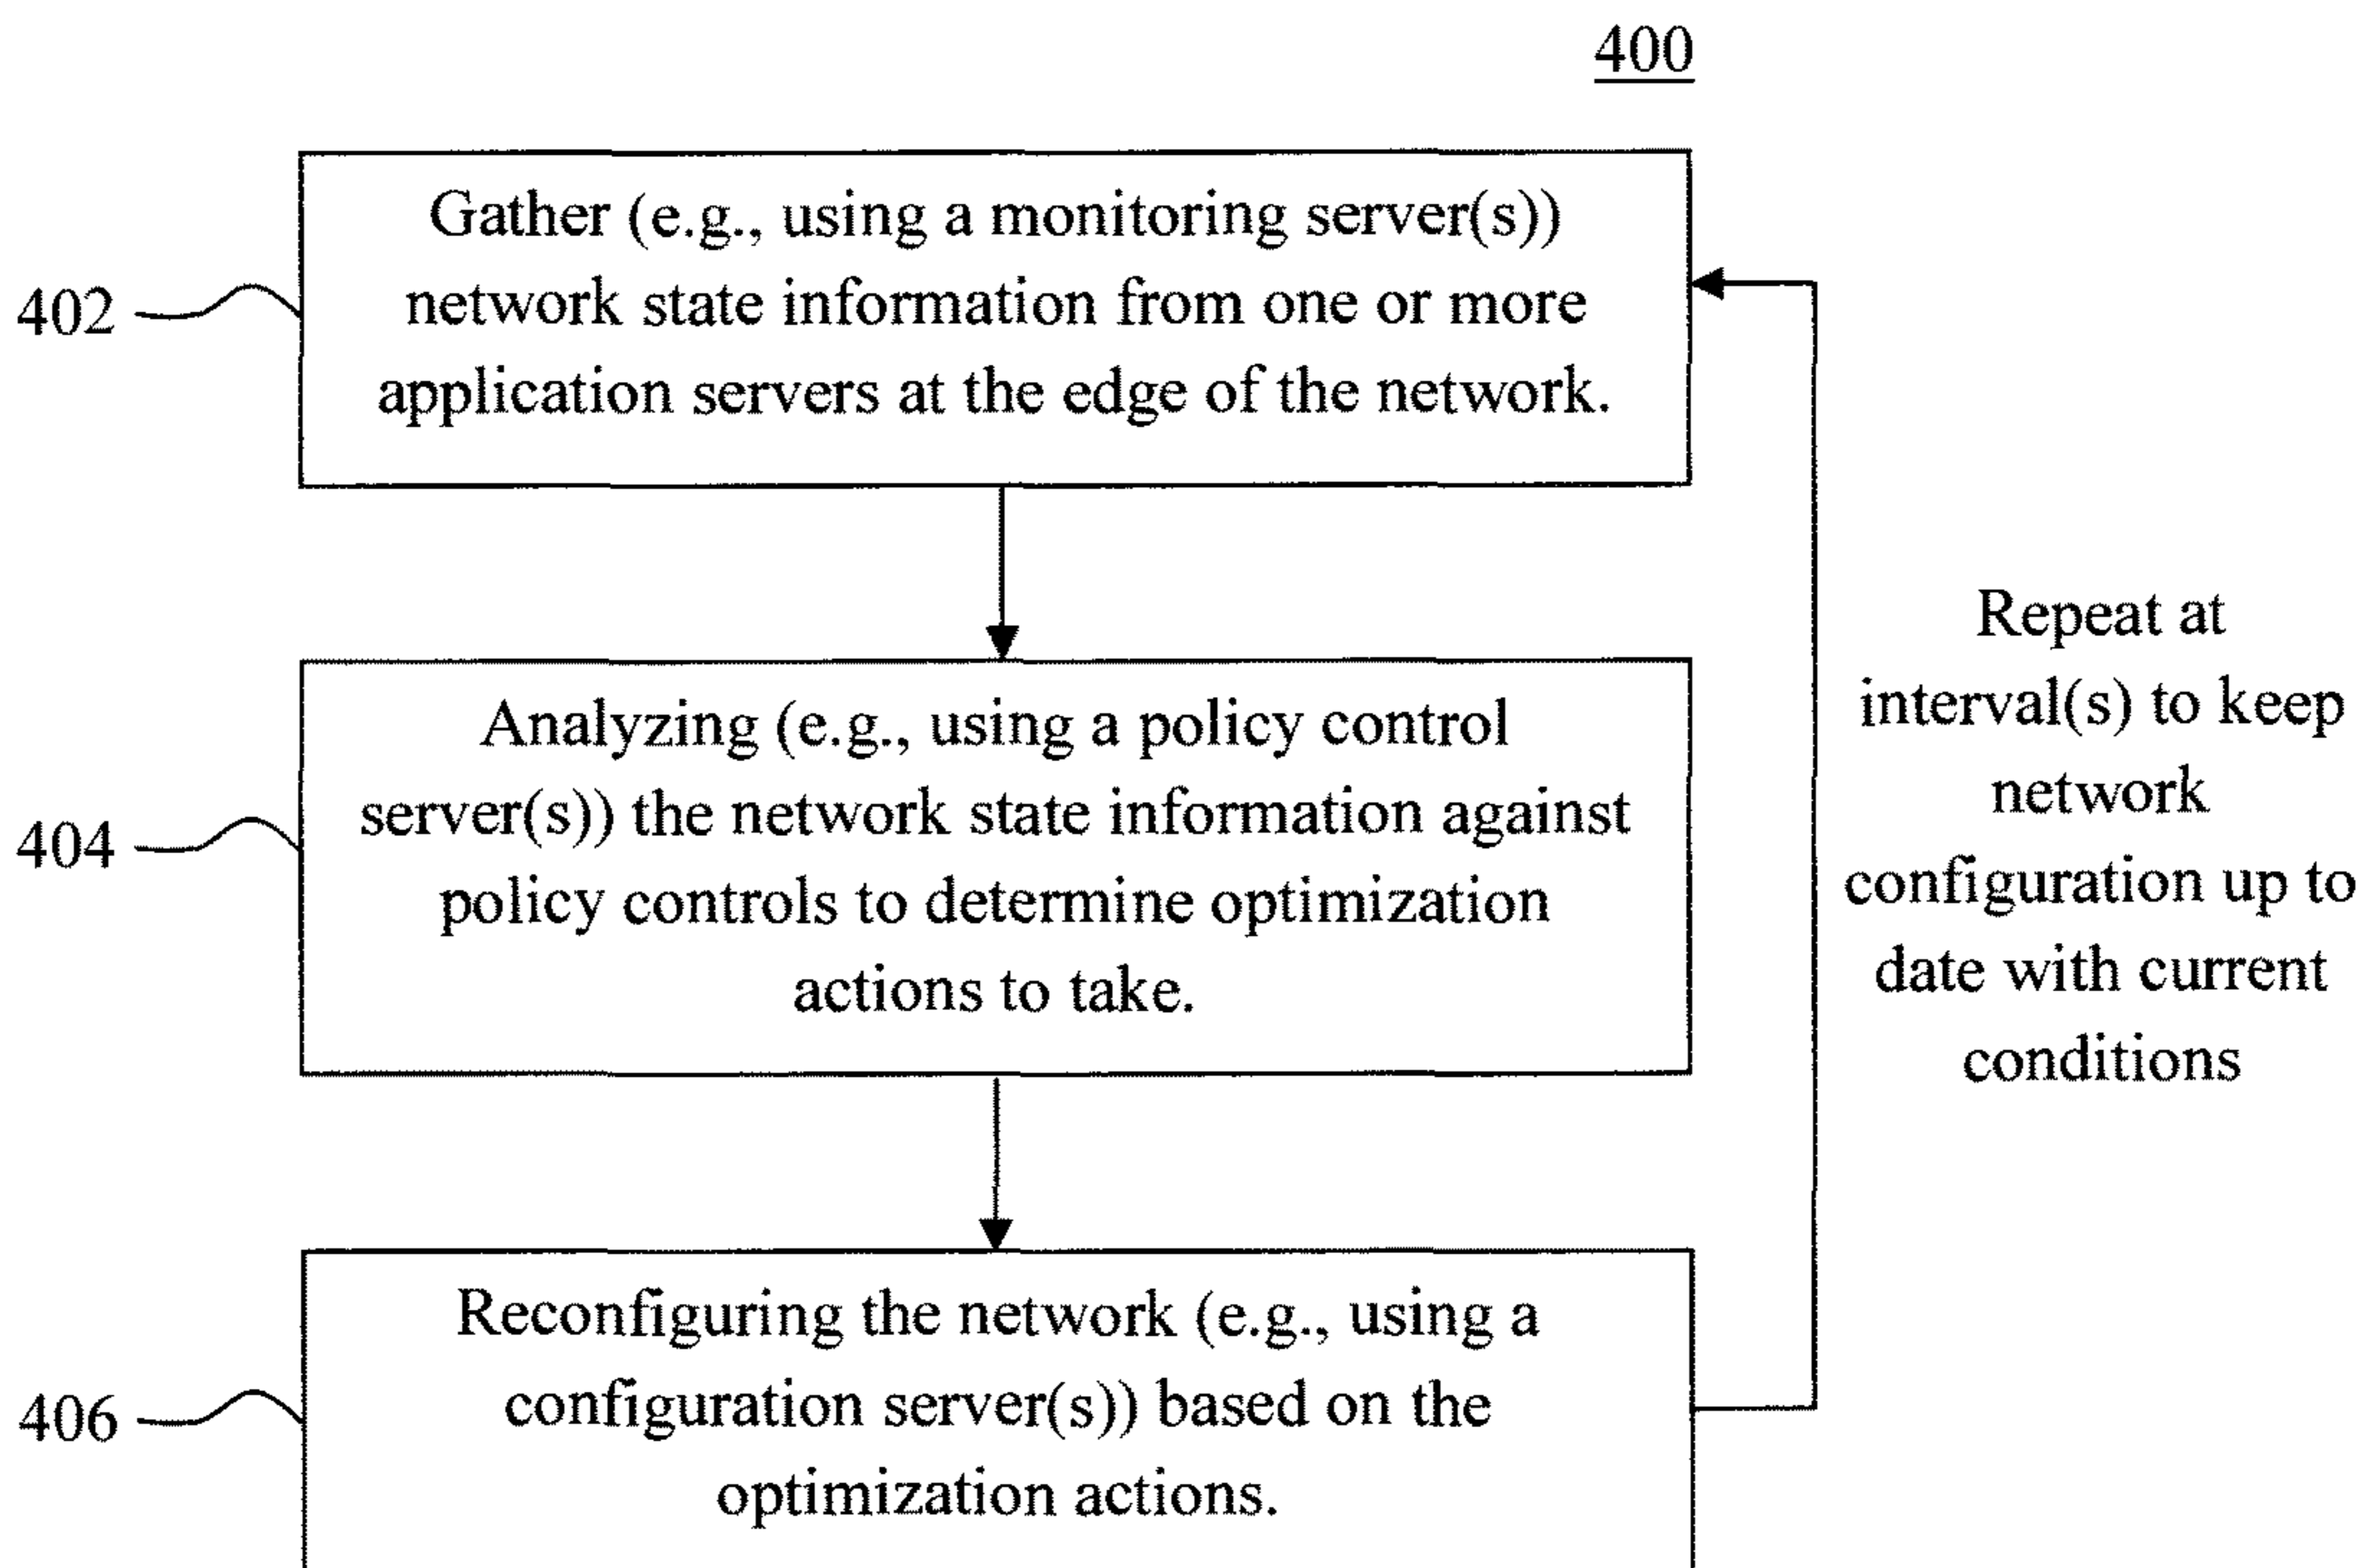 400
402
Gather (e.g., using a monitoring server(s))
network state information from one or more
application servers at the edge of the network.
404
Analyzing (e.g., using a policy control
server(s)) the network state information against
policy controls to determine optimization
actions to take.
406
Reconfiguring the network (e.g., using a
configuration server(s)) based on the
optimization actions.
Repeat at
interval(s) to keep
network
configuration up to
date with current
conditions